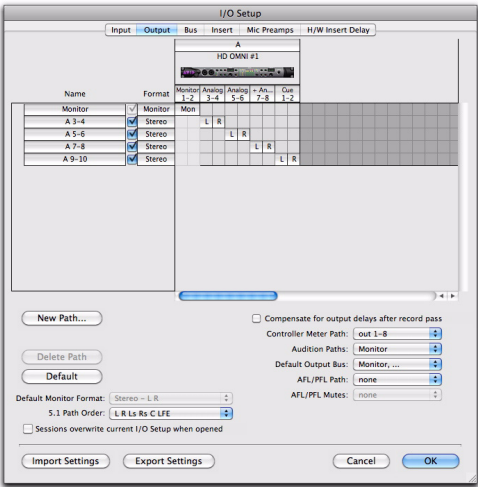 I/O Setup
Input Output Bus Insert Mic Preamps H/W Insert Delay
A
HD OMNI #1
Name Format Monitor 1-2 Analog 3-4 Analog 5-6 + An... 7-8 Cue 1-2
Monitor Monitor Mon
A 3-4 Stereo L R
A 5-6 Stereo L R
A 7-8 Stereo L R
A 9-10 Stereo L R
New Path...
Compensate for output delays after record pass
Controller Meter Path: out 1-8
Audition Paths: Monitor
Delete Path
Default Output Bus: Monitor, ...
Default
AFL/PFL Path: none
Default Monitor Format: Stereo - L R
AFL/PFL Mutes: none
5.1 Path Order: L R Ls Rs C LFE
Sessions overwrite current I/O Setup when opened
Import Settings Export Settings Cancel OK